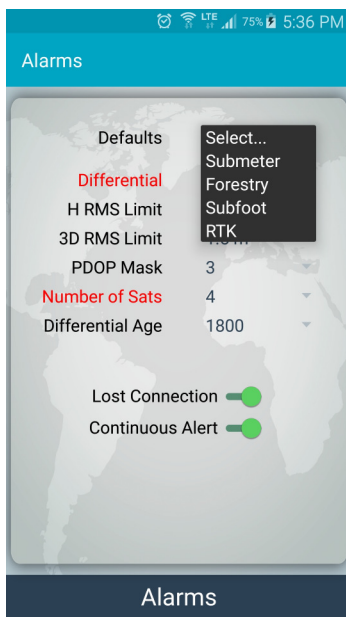 LTE 75% 5:36 PM
Alarms
Defaults Select...
Submeter
Differential Forestry
H RMS Limit Subfoot
3D RMS Limit RTK
PDOP Mask 3
Number of Sats 4
Differential Age 1800
Lost Connection
Continuous Alert
Alarms